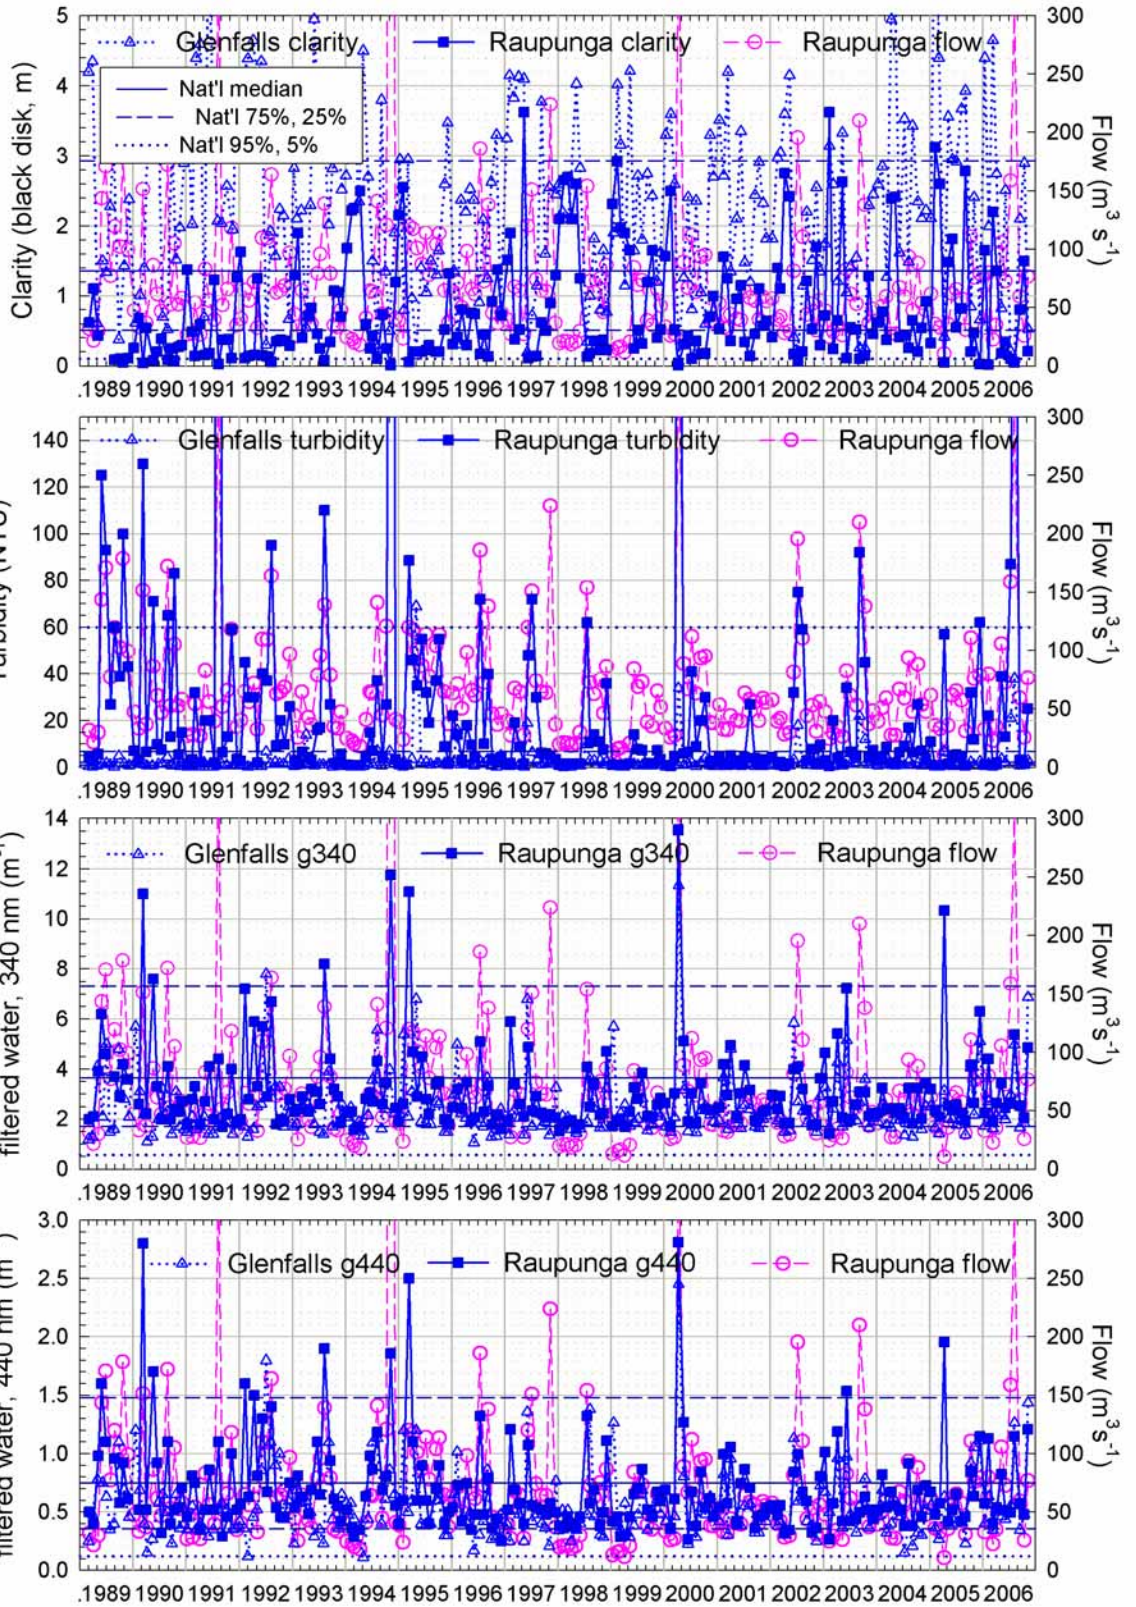 5 300
Glenfalls clarity Raupunga clarity Raupunga flow
Nat'l median
Nat'l 75%, 25%
Nat'l 95%, 5%
4 250
3 200
2 150
1 100
0 50
0
Clarity (black disk, m)
Flow (m³ s⁻¹)
.1989 1990 1991 1992 1993 1994 1995 1996 1997 1998 1999 2000 2001 2002 2003 2004 2005 2006
Glenfalls turbidity Raupunga turbidity Raupunga flow
140 300
120 250
100 200
80 150
60 100
40 50
20 0
0
Flow (m³ s⁻¹)
.1989 1990 1991 1992 1993 1994 1995 1996 1997 1998 1999 2000 2001 2002 2003 2004 2005 2006
Glenfalls g340 Raupunga g340 Raupunga flow
14 300
12 250
10 200
8 150
6 100
4 50
2 0
0
filtered water, 340 nm (m⁻¹)
Flow (m³ s⁻¹)
.1989 1990 1991 1992 1993 1994 1995 1996 1997 1998 1999 2000 2001 2002 2003 2004 2005 2006
Glenfalls g440 Raupunga g440 Raupunga flow
3.0 300
2.5 250
2.0 200
1.5 150
1.0 100
0.5 50
0.0 0
filtered water, 440 nm (m
Flow (m³ s⁻¹)
.1989 1990 1991 1992 1993 1994 1995 1996 1997 1998 1999 2000 2001 2002 2003 2004 2005 2006